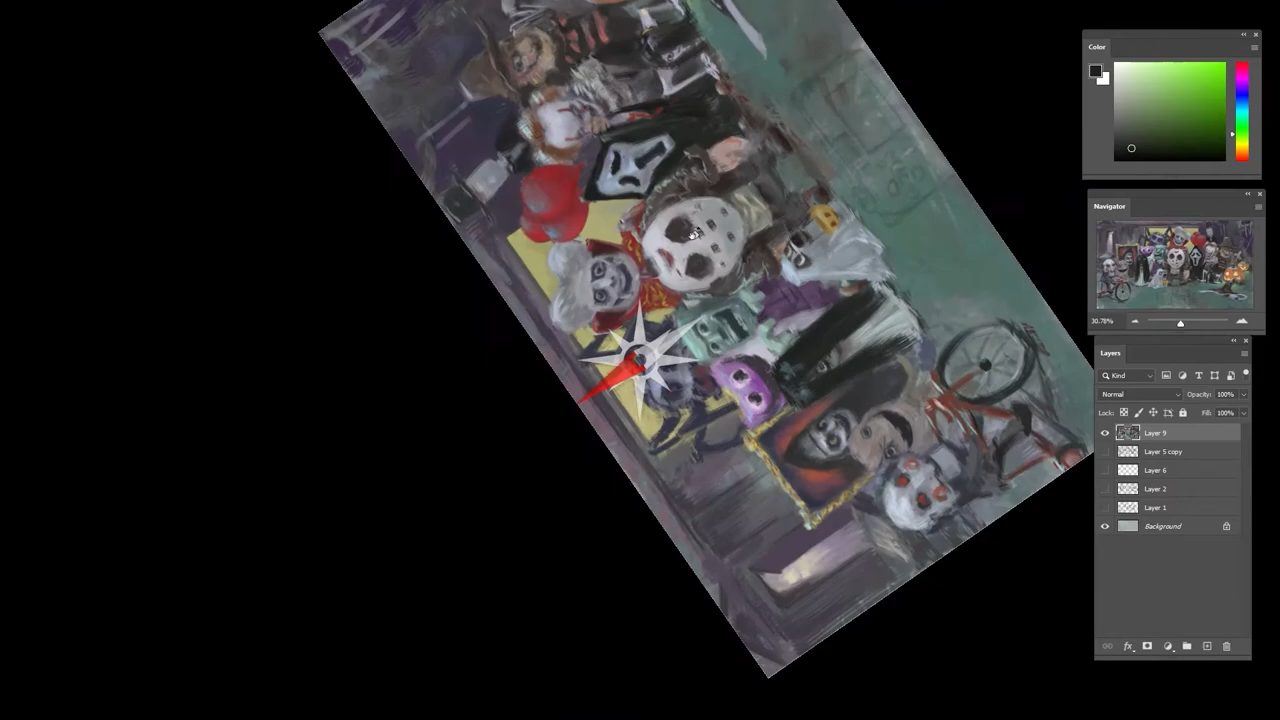 Color
Navigator
30.78%
Layers
Kind
Normal Opacity: 100%
Lock: Fill: 100%
Layer 9
Layer 5 copy
Layer 6
Layer 2
Layer 1
Background
fx